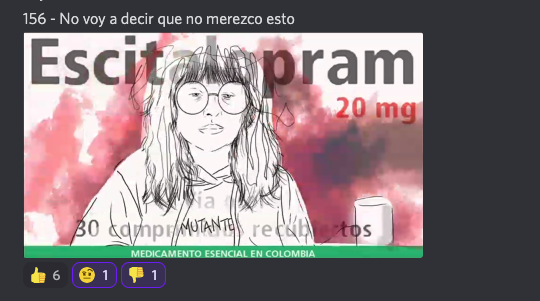 156 - No voy a decir que no merezco esto
Escitalopram
20 mg
MUTANTE
30 comprimidos recubiertos
MEDICAMENTO ESENCIAL EN COLOMBIA
6 1 1